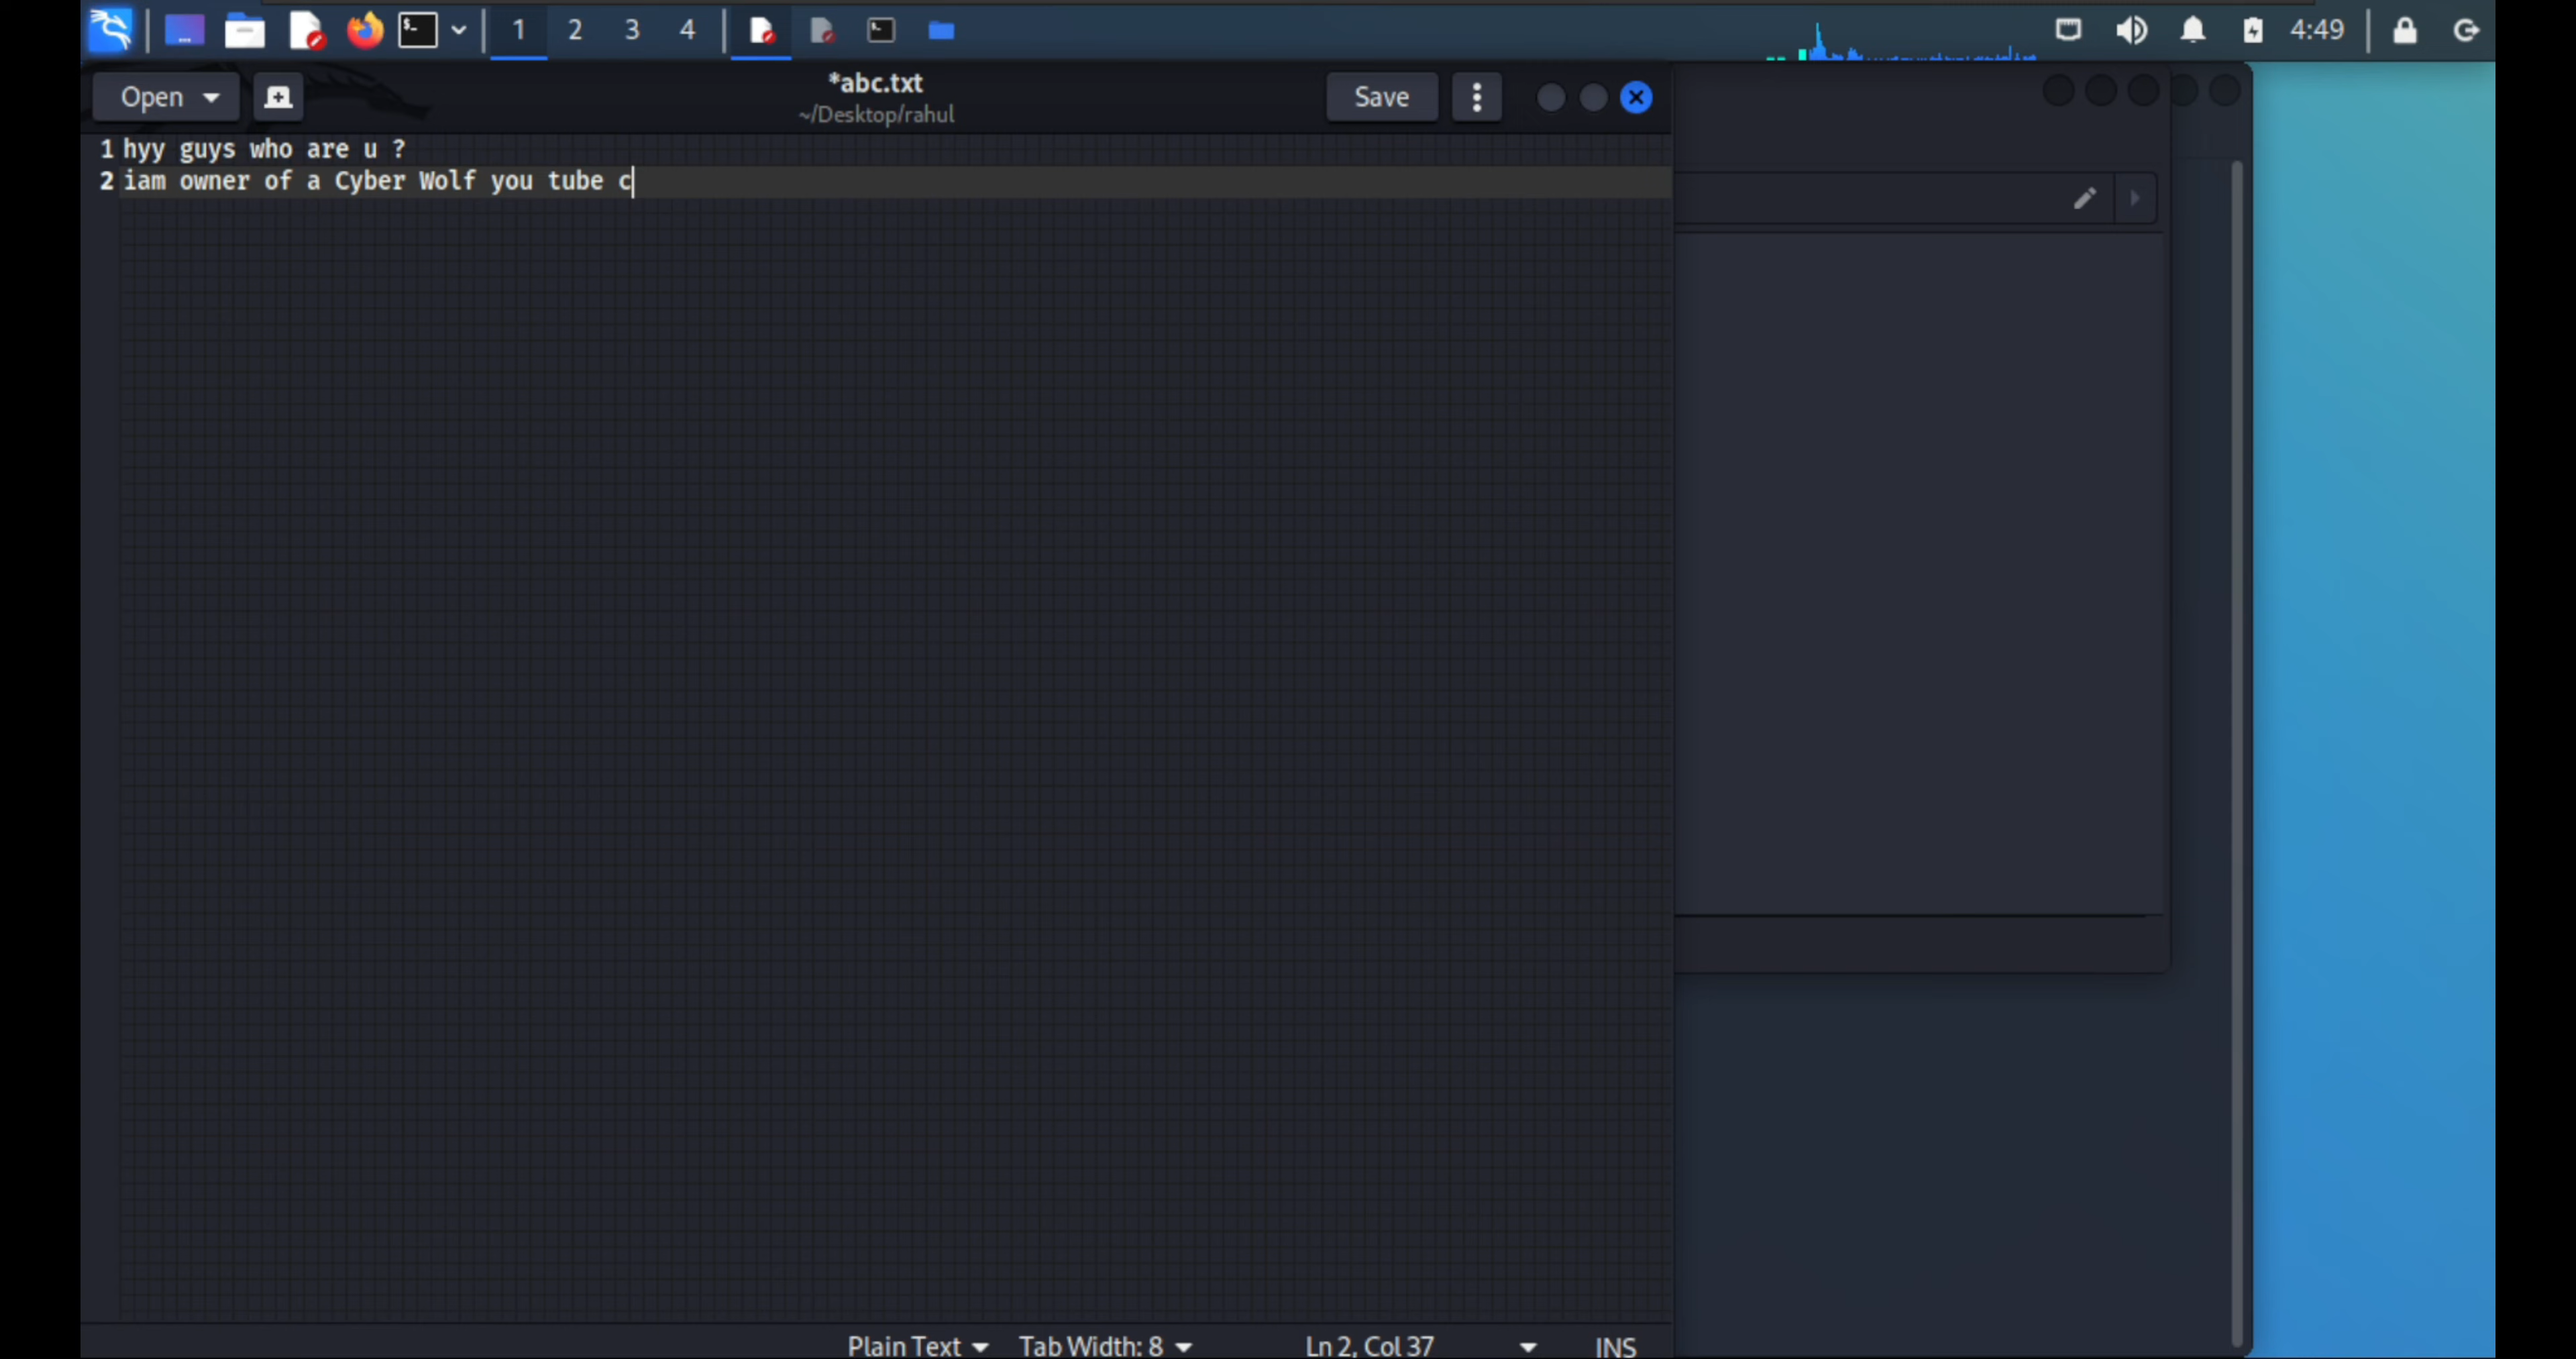 1 2 3 4 4:49
Open *abc.txt Save
~/Desktop/rahul
1 hyy guys who are u ?
2 iam owner of a Cyber Wolf you tube c
Plain Text Tab Width: 8 Ln 2, Col 37 INS